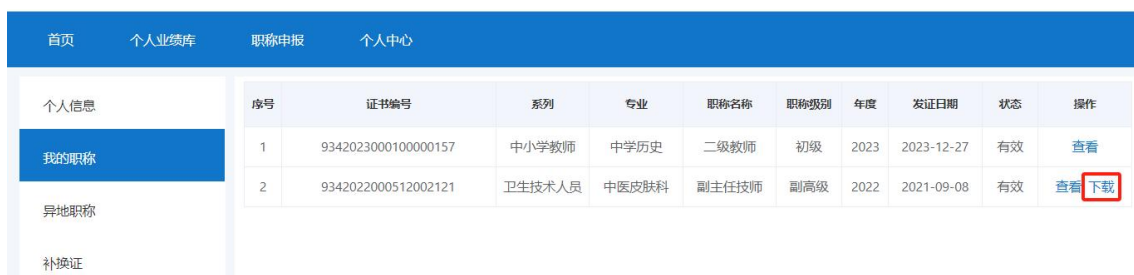 首页 个人业绩库 职称申报 个人中心
个人信息
我的职称
异地职称
补换证
序号 证书编号 系列 专业 职称名称 职称级别 年度 发证日期 状态 操作
1 9342023000100000157 中小学教师 中学历史 二级教师 初级 2023 2023-12-27 有效 查看
2 9342022000512002121 卫生技术人员 中医皮肤科 副主任技师 副高级 2022 2021-09-08 有效 查看 下载